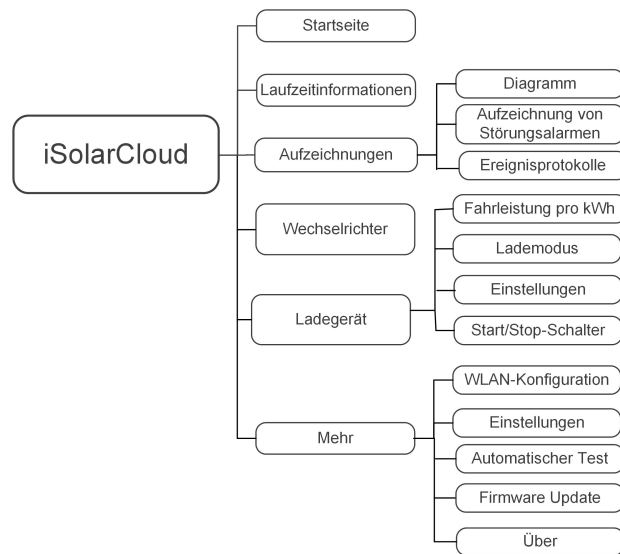 iSolarCloud
Startseite
Laufzeitinformationen
Aufzeichnungen
Diagramm
Aufzeichnung von
Störungsalarmen
Ereignisprotokolle
Wechselrichter
Ladegerät
Fahrleistung pro kWh
Lademodus
Einstellungen
Start/Stop-Schalter
Mehr
WLAN-Konfiguration
Einstellungen
Automatischer Test
Firmware Update
Über